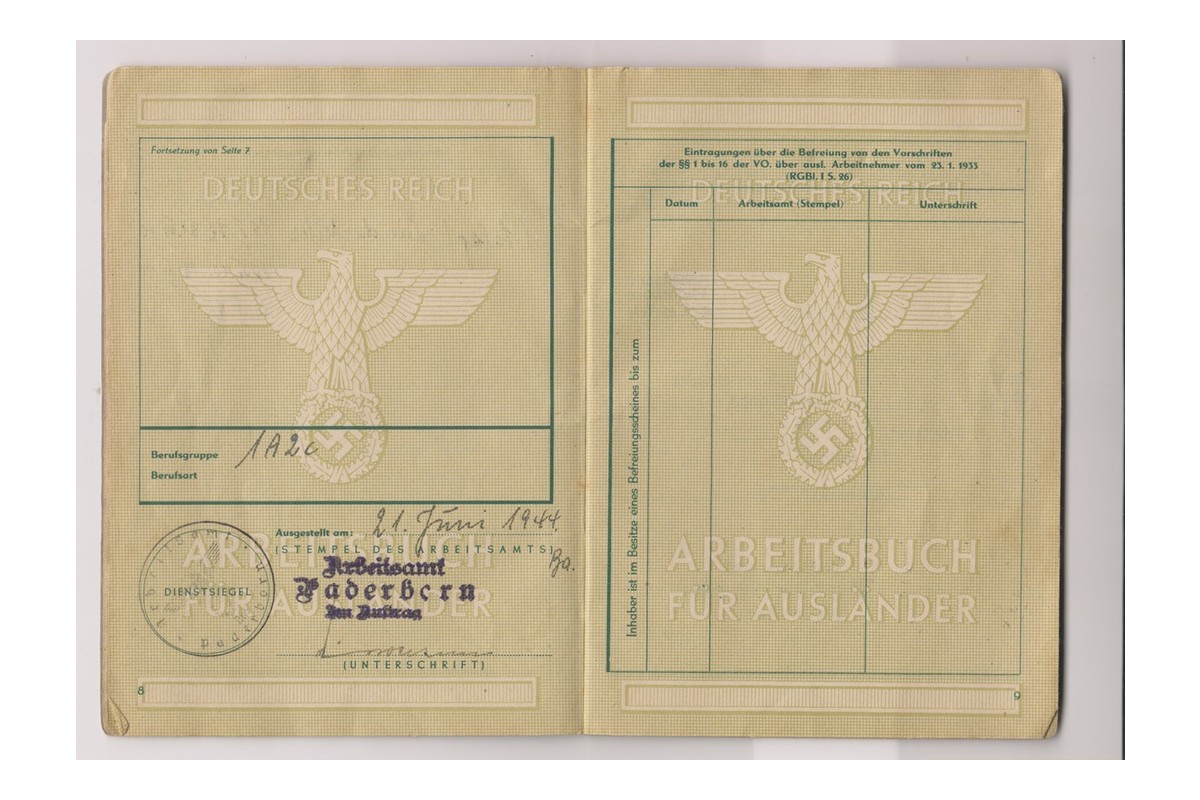 Fortsetzung von Seite 7
DEUTSCHES REICH
Berufsgruppe 1A2c
Berufsart
Ausgestellt am: 21. Juni 1944.
(STEMPEL DES ARBEITSAMTS)
Ba.
ARBEITSBUCH
FÜR AUSLÄNDER
Arbeitsamt
Paderborn
DIENSTSIEGEL
Arbeitsamt
Paderborn
Im Auftrag
(UNTERSCHRIFT)
8
Eintragungen über die Befreiung von den Vorschriften
der §§ 1 bis 16 der VO. über ausl. Arbeitnehmer vom 23. 1. 1933
(RGBl. I S. 26)
DEUTSCHES REICH
Datum Arbeitsamt (Stempel) Unterschrift
Inhaber ist im Besitze eines Befreiungsscheines bis zum
ARBEITSBUCH
FÜR AUSLÄNDER
9